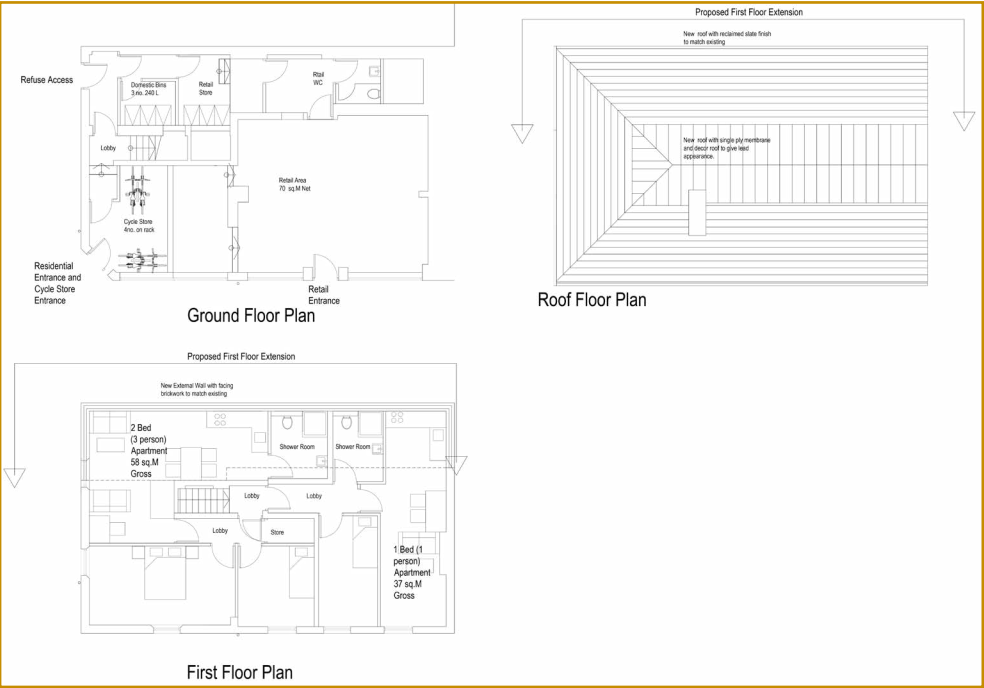 Proposed First Floor Extension
New roof with reclaimed slate finish
to match existing
Refuse Access
Domestic Bins
3 no. 240 L
Retail
Store
Rtail
WC
Lobby
Retail Area
70 sq.M Net
Cycle Store
4no. on rack
Residential
Entrance and
Cycle Store
Entrance
Retail
Entrance
Ground Floor Plan
New roof with single ply membrane
and decor roof to give lead
appearance.
Roof Floor Plan
Proposed First Floor Extension
New External Wall with facing
brickwork to match existing
2 Bed
(3 person)
Apartment
58 sq.M
Gross
Shower Room
Shower Room
Lobby
Lobby
Lobby
Store
1 Bed (1
person)
Apartment
37 sq.M
Gross
First Floor Plan